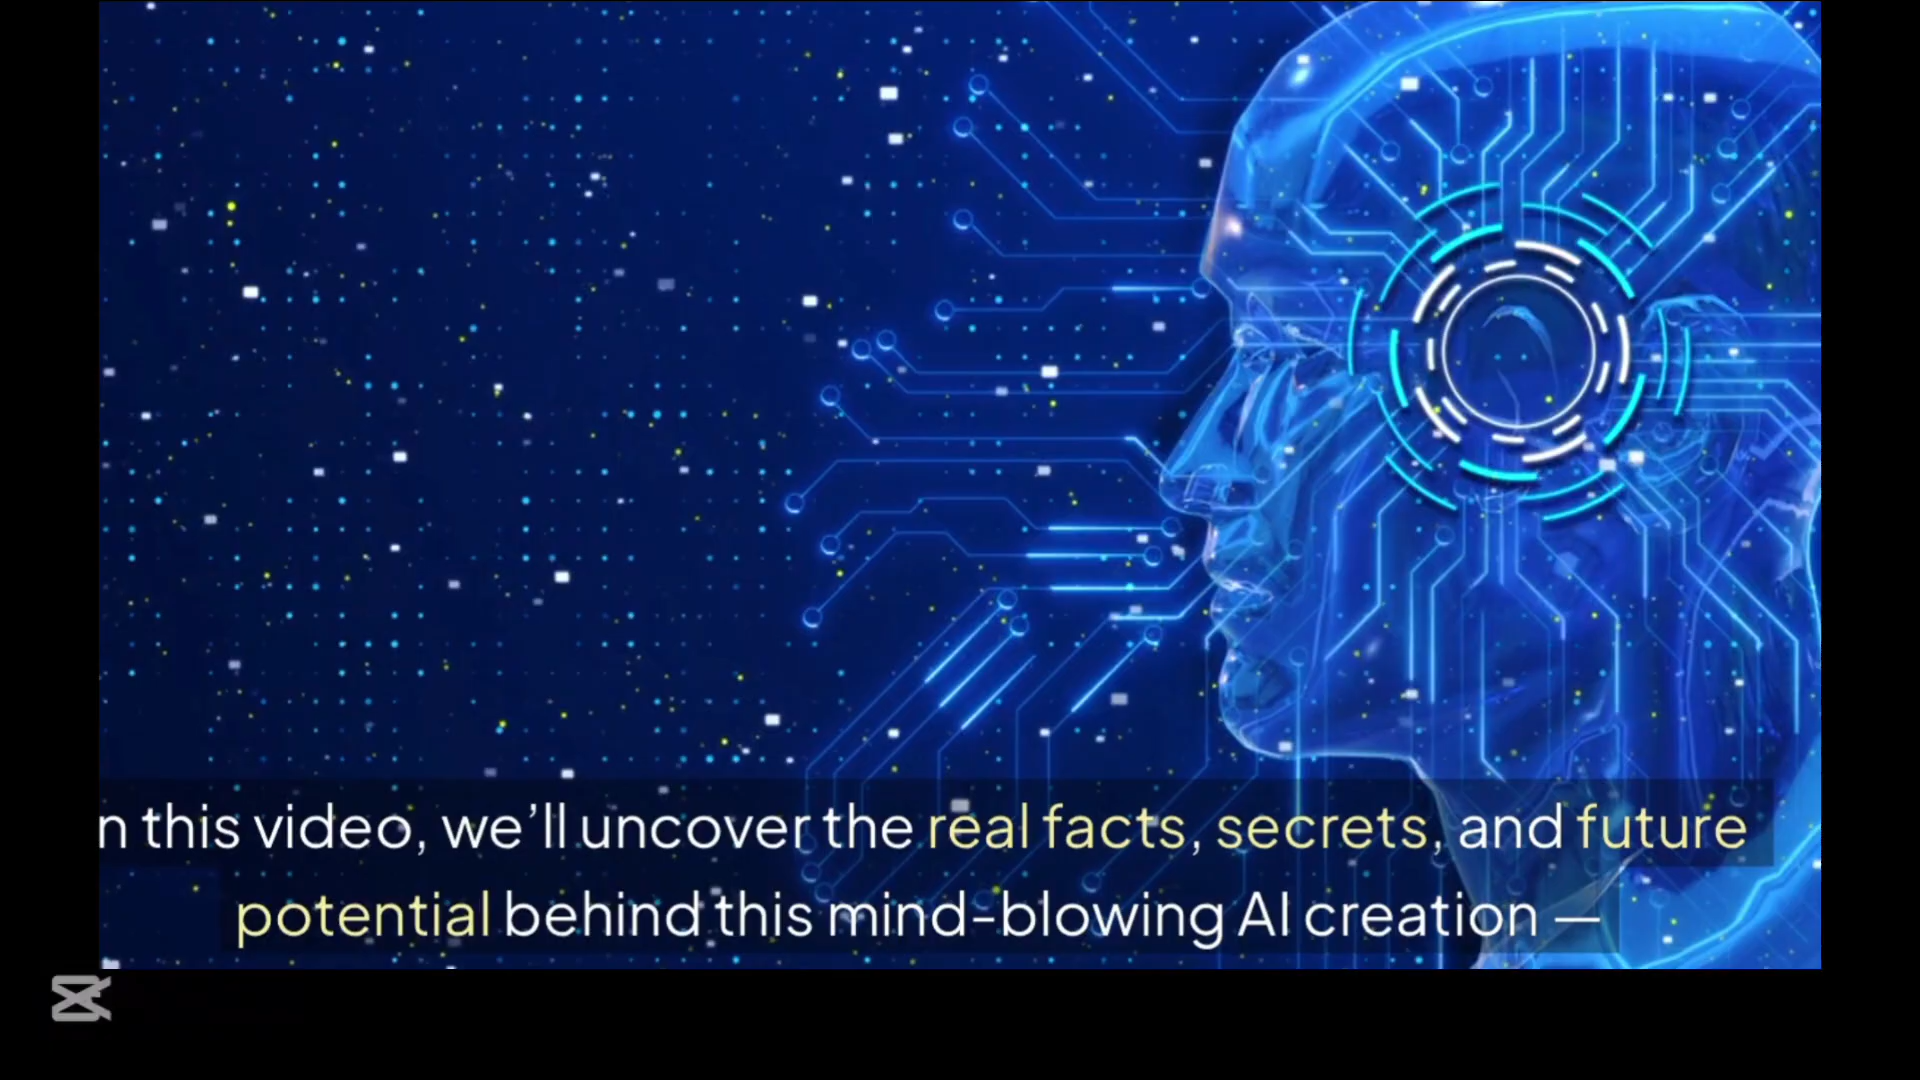 n this video, we’ll uncover the real facts, secrets, and future
potential behind this mind-blowing AI creation —